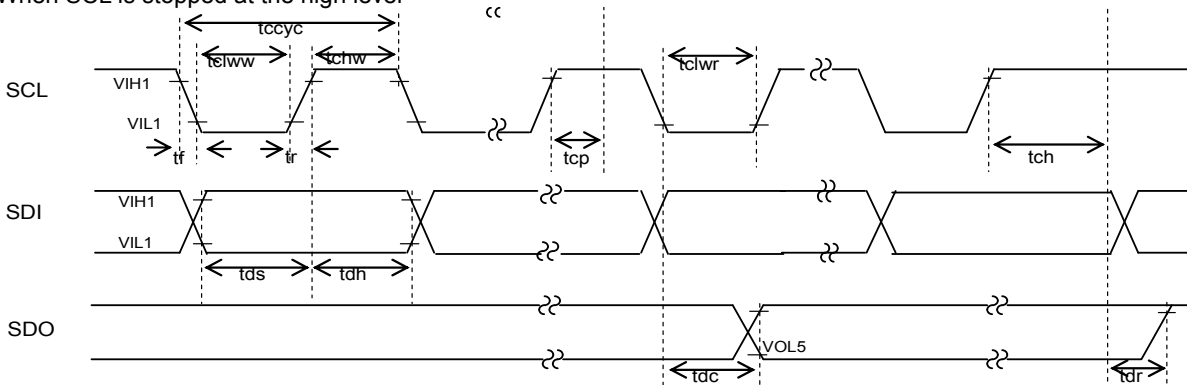 When SCL is stopped at the high level
tccyc
tclww
tchw
tclwr
SCL
VIH1
VIL1
tf
tr
tcp
tch
SDI
VIH1
VIL1
tds
tdh
SDO
VOL5
tdc
tdr